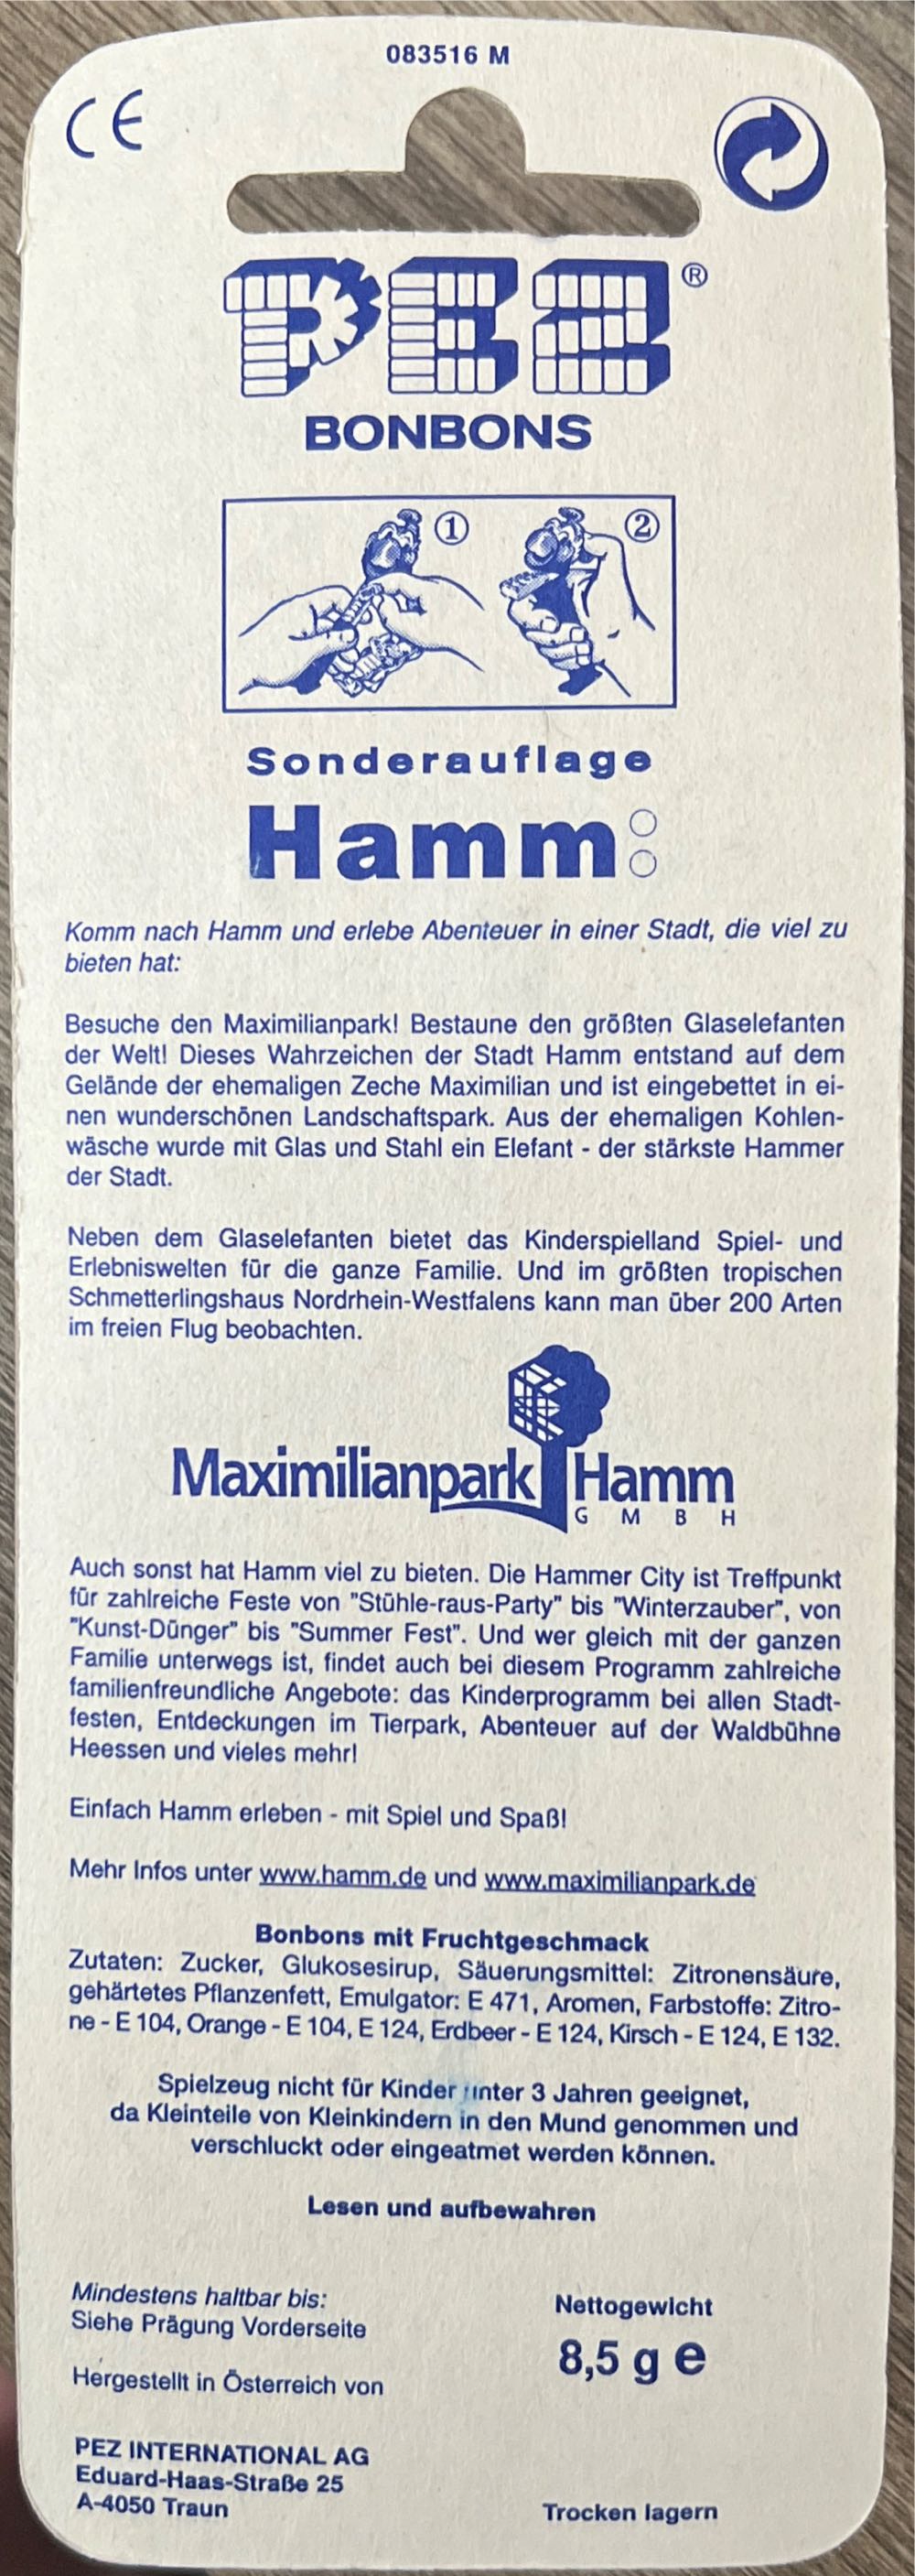 083516 M
CE
PEZ®
BONBONS
① ②
Sonderauflage
Hamm:
Komm nach Hamm und erlebe Abenteuer in einer Stadt, die viel zu
bieten hat:
Besuche den Maximilianpark! Bestaune den größten Glaselefanten
der Welt! Dieses Wahrzeichen der Stadt Hamm entstand auf dem
Gelände der ehemaligen Zeche Maximilian und ist eingebettet in ei-
nen wunderschönen Landschaftspark. Aus der ehemaligen Kohlen-
wäsche wurde mit Glas und Stahl ein Elefant - der stärkste Hammer
der Stadt.
Neben dem Glaselefanten bietet das Kinderspielland Spiel- und
Erlebniswelten für die ganze Familie. Und im größten tropischen
Schmetterlingshaus Nordrhein-Westfalens kann man über 200 Arten
im freien Flug beobachten.
Maximilianpark Hamm
GMBH
Auch sonst hat Hamm viel zu bieten. Die Hammer City ist Treffpunkt
für zahlreiche Feste von "Stühle-raus-Party" bis "Winterzauber", von
"Kunst-Dünger" bis "Summer Fest". Und wer gleich mit der ganzen
Familie unterwegs ist, findet auch bei diesem Programm zahlreiche
familienfreundliche Angebote: das Kinderprogramm bei allen Stadt-
festen, Entdeckungen im Tierpark, Abenteuer auf der Waldbühne
Heessen und vieles mehr!
Einfach Hamm erleben - mit Spiel und Spaß!
Mehr Infos unter www.hamm.de und www.maximilianpark.de
Bonbons mit Fruchtgeschmack
Zutaten: Zucker, Glukosesirup, Säuerungsmittel: Zitronensäure,
gehärtetes Pflanzenfett, Emulgator: E 471, Aromen, Farbstoffe: Zitro-
ne - E 104, Orange - E 104, E 124, Erdbeer - E 124, Kirsch - E 124, E 132.
Spielzeug nicht für Kinder unter 3 Jahren geeignet,
da Kleinteile von Kleinkindern in den Mund genommen und
verschluckt oder eingeatmet werden können.
Lesen und aufbewahren
Mindestens haltbar bis:
Siehe Prägung Vorderseite
Nettogewicht
8,5 g e
Hergestellt in Österreich von
PEZ INTERNATIONAL AG
Eduard-Haas-Straße 25
A-4050 Traun
Trocken lagern